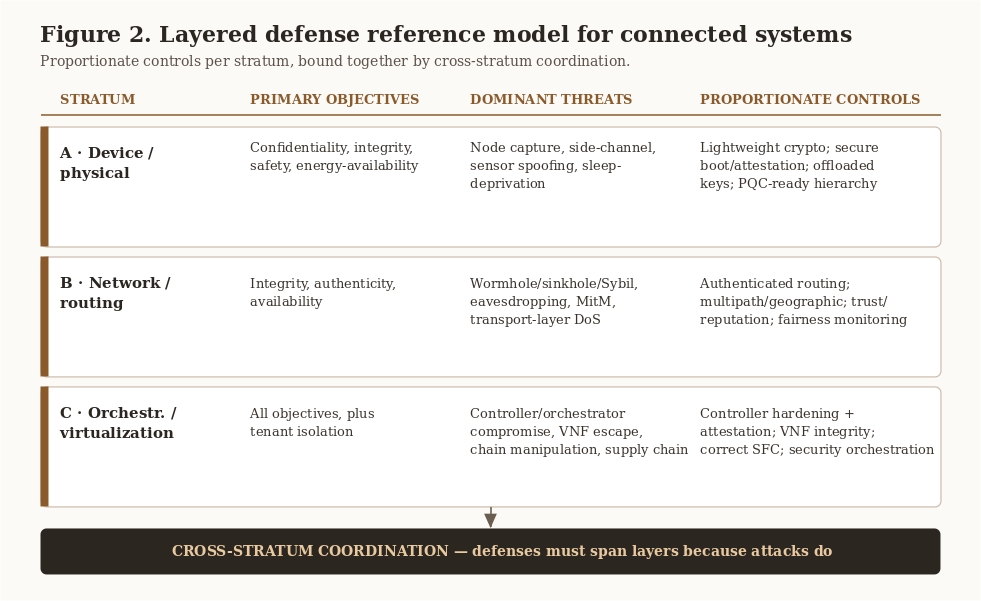 Figure 2. Layered defense reference model for connected systems
Proportionate controls per stratum, bound together by cross-stratum coordination.
STRATUM
PRIMARY OBJECTIVES
DOMINANT THREATS
PROPORTIONATE CONTROLS
A · Device /
physical
Confidentiality, integrity,
safety, energy-availability
Node capture, side-channel,
sensor spoofing, sleep-
deprivation
Lightweight crypto; secure
boot/attestation; offloaded
keys; PQC-ready hierarchy
B · Network /
routing
Integrity, authenticity,
availability
Wormhole/sinkhole/Sybil,
eavesdropping, MitM,
transport-layer DoS
Authenticated routing;
multipath/geographic; trust/
reputation; fairness monitoring
C · Orchestr. /
virtualization
All objectives, plus
tenant isolation
Controller/orchestrator
compromise, VNF escape,
chain manipulation, supply chain
Controller hardening +
attestation; VNF integrity;
correct SFC; security orchestration
CROSS-STRATUM COORDINATION — defenses must span layers because attacks do